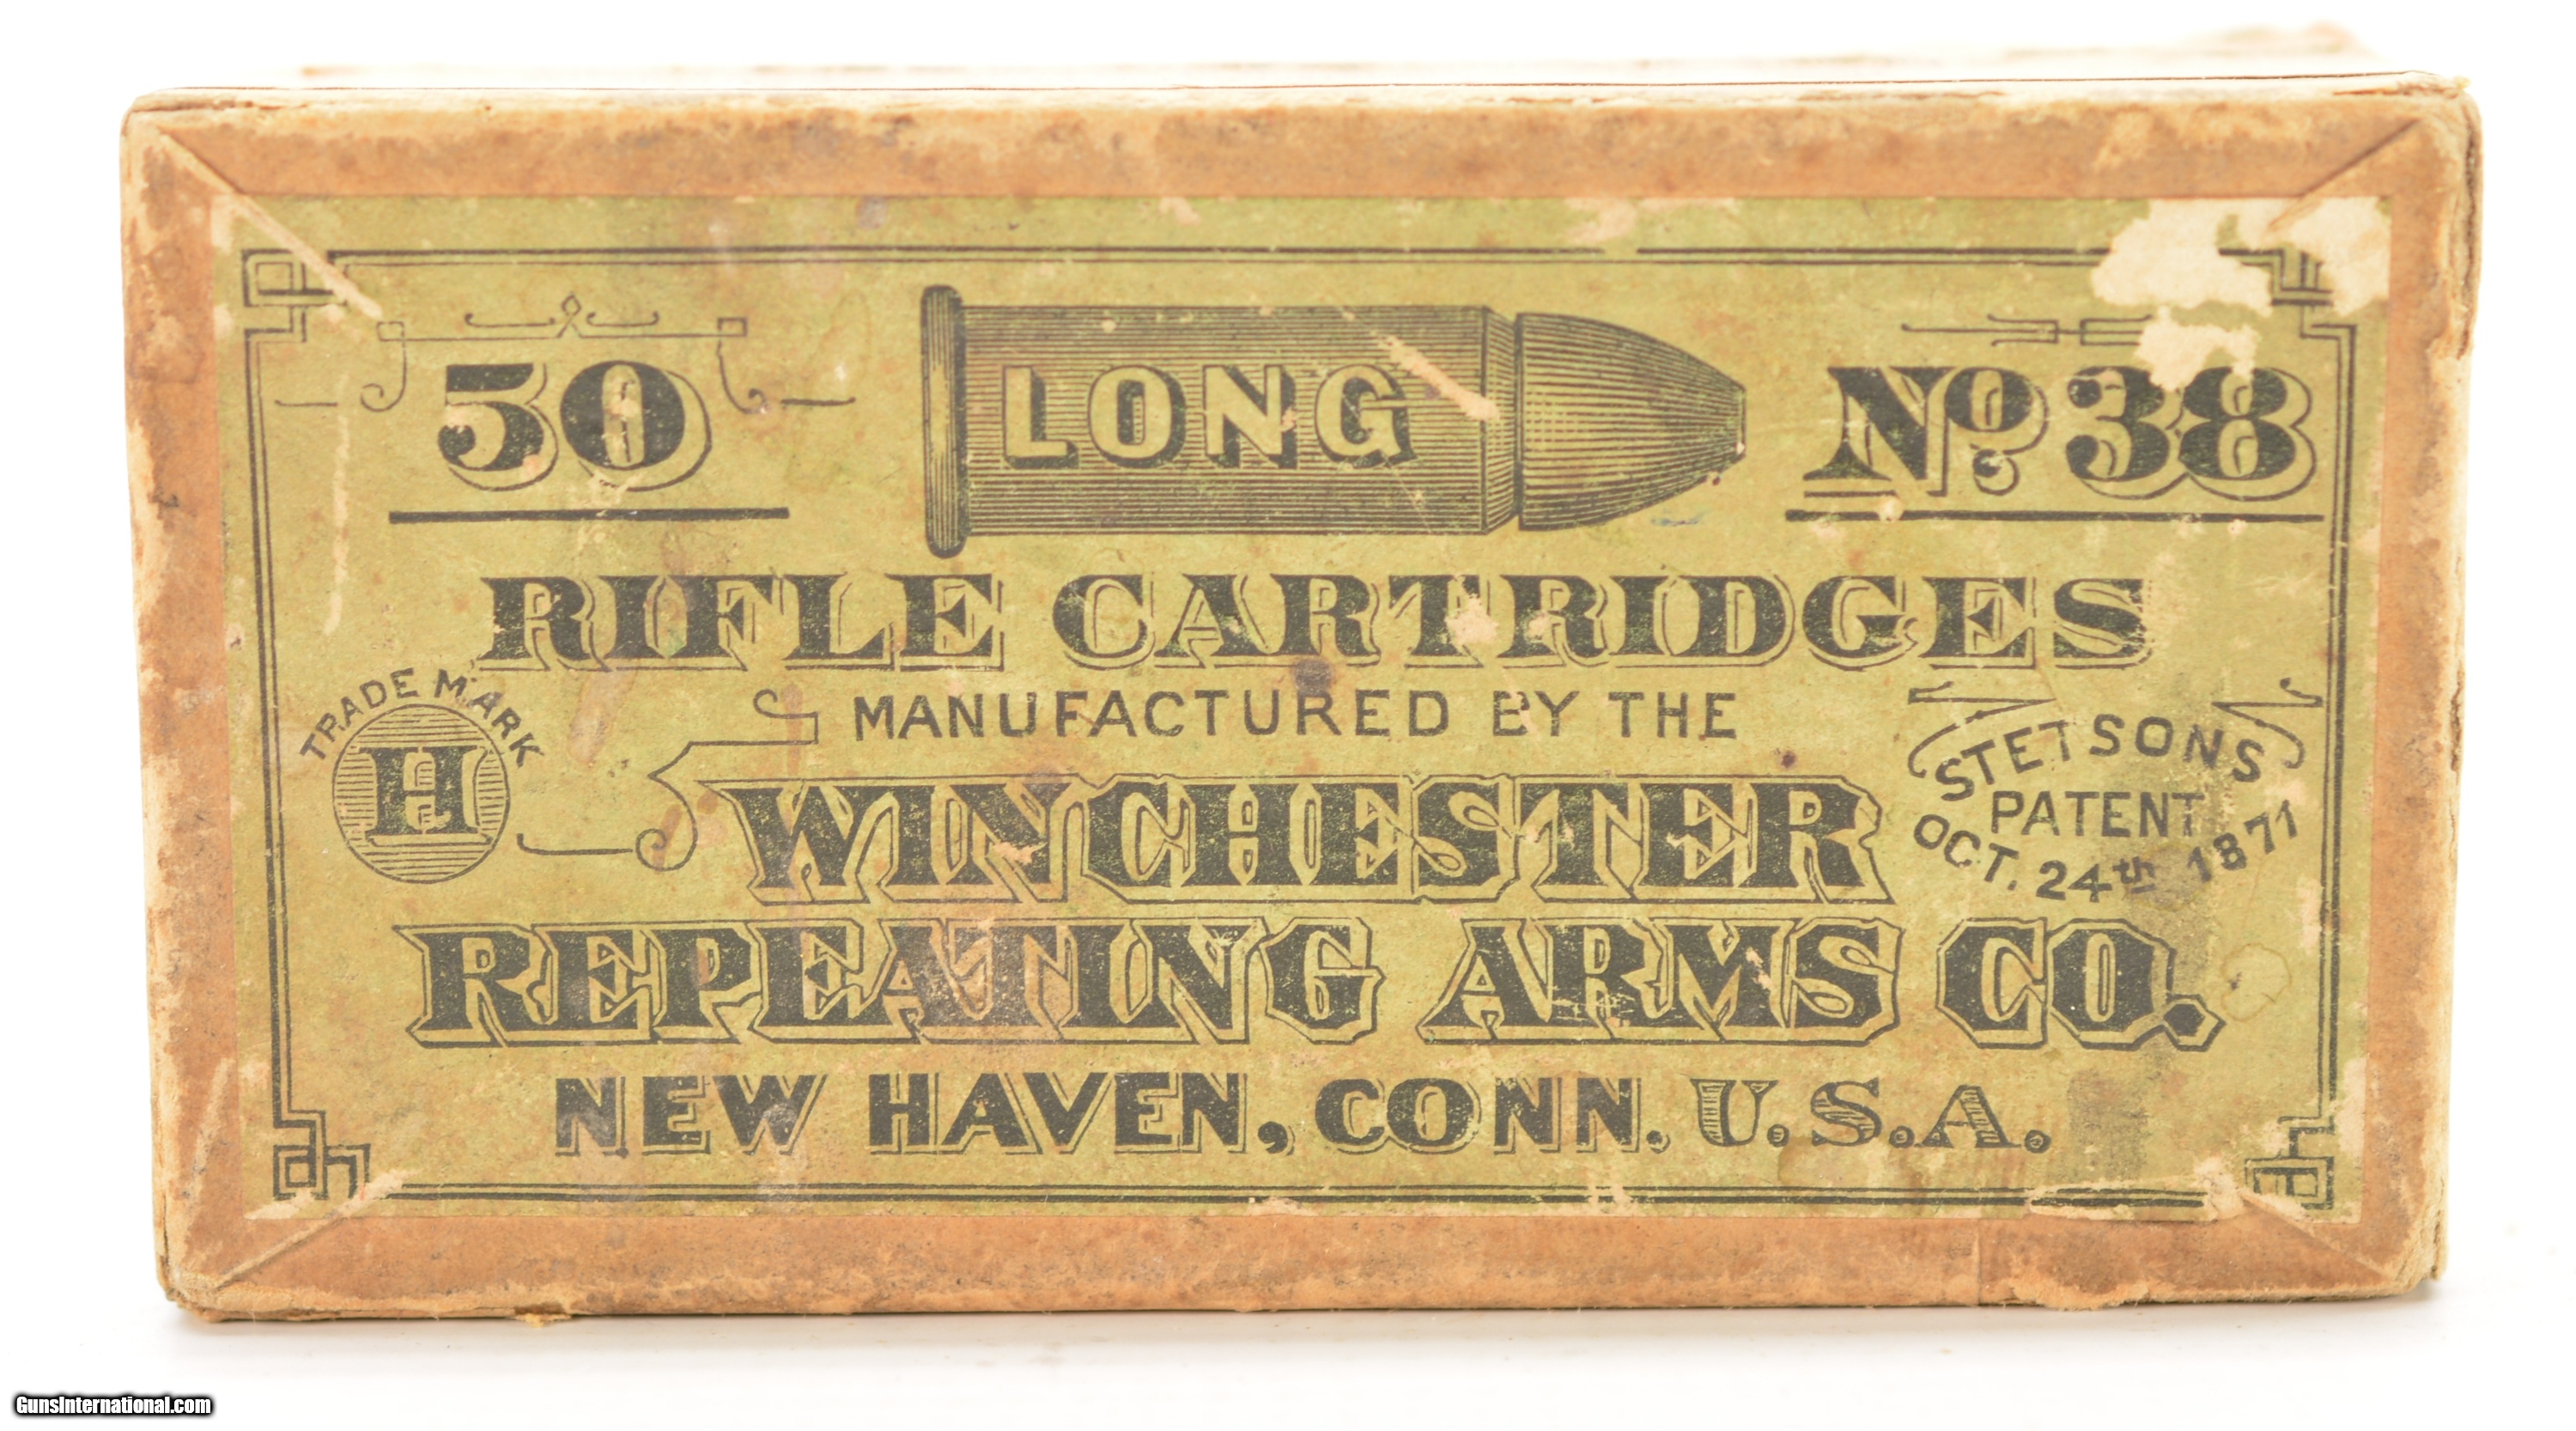 50 LONG No. 38
RIFLE CARTRIDGES
TRADE MARK
H
MANUFACTURED BY THE
WINCHESTER
STETSONS
PATENT
OCT. 24th 1871
REPEATING ARMS CO.
NEW HAVEN, CONN. U.S.A.
GunsInternational.com